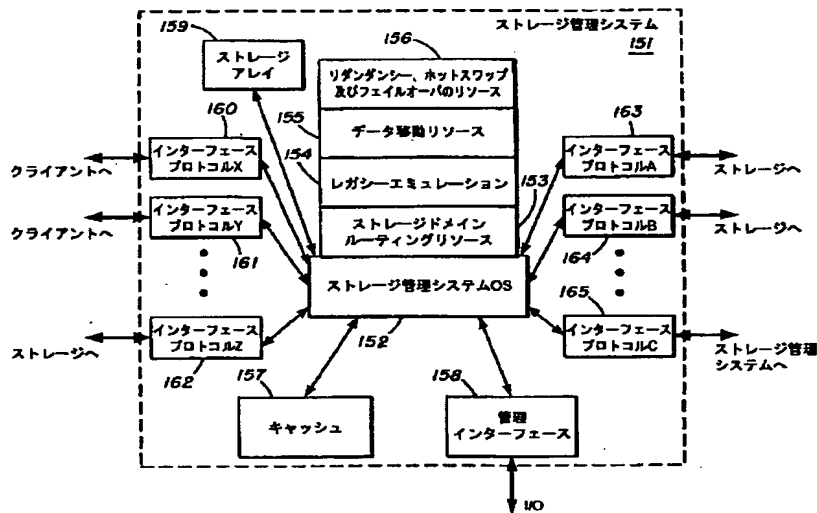 ストレージ管理システム
151
159
ストレージ
アレイ
156
リダンダンシー、ホットスワップ
及びフェイルオーバのリソース
155
データ移動リソース
154
レガシーエミュレーション
153
ストレージドメイン
ルーティングリソース
160
インターフェース
プロトコルX
クライアントへ
インターフェース
プロトコルY
161
クライアントへ
インターフェース
プロトコルZ
162
ストレージへ
163
インターフェース
プロトコルA
ストレージへ
インターフェース
プロトコルB
164
ストレージへ
165
インターフェース
プロトコルC
ストレージ管理
システムへ
ストレージ管理システムOS
152
157
キャッシュ
158
管理
インターフェース
I/O